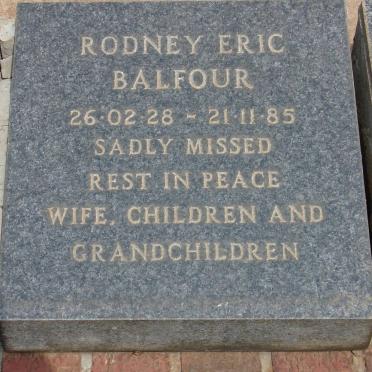 RODNEY ERIC
BALFOUR
26·02·28 - 21·11·85
SADLY MISSED
REST IN PEACE
WIFE, CHILDREN AND
GRANDCHILDREN